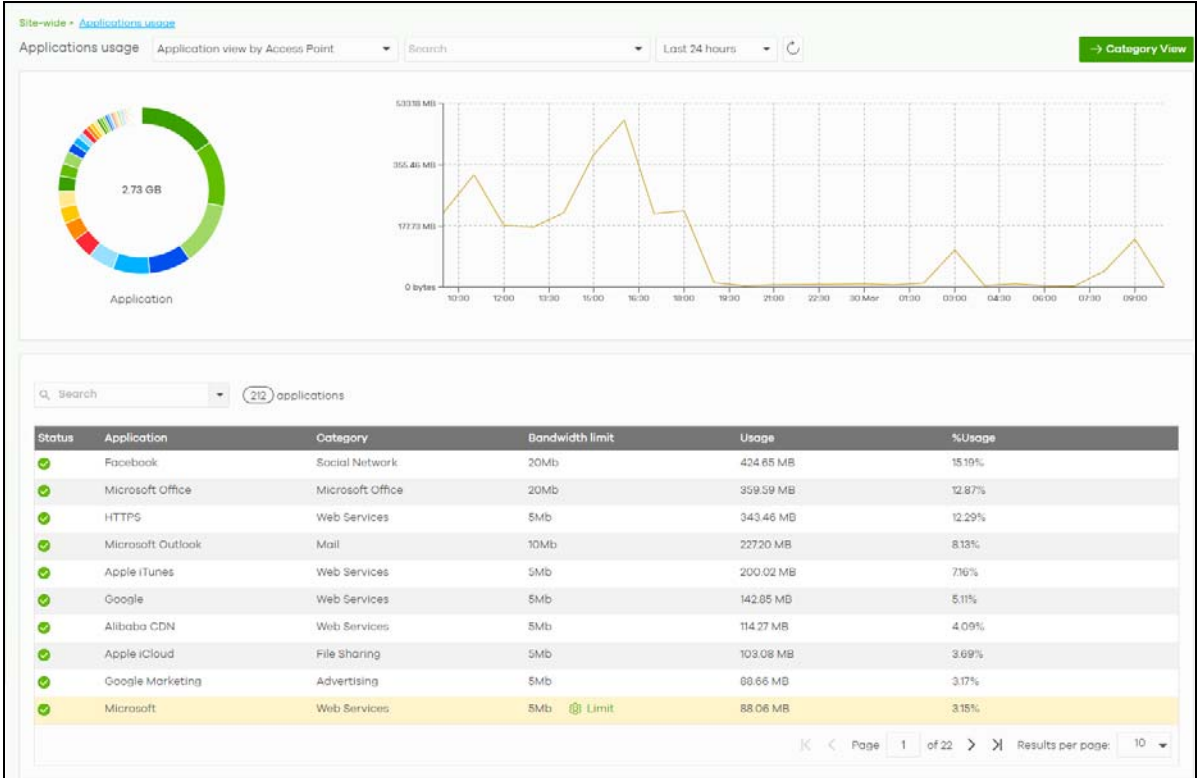 Site-wide • Applications usage
Applications usage Application view by Access Point Search Last 24 hours → Category View
533.18 MB
355.46 MB
2.73 GB
177.73 MB
0 bytes
Application
10:30 12:00 13:30 15:00 16:30 18:00 19:30 21:00 22:30 30 Mar 01:30 03:00 04:30 06:00 07:30 09:00
Search 212 applications
Status Application Category Bandwidth limit Usage %Usage
Facebook Social Network 20Mb 424.65 MB 15.19%
Microsoft Office Microsoft Office 20Mb 359.59 MB 12.87%
HTTPS Web Services 5Mb 343.46 MB 12.29%
Microsoft Outlook Mail 10Mb 227.20 MB 8.13%
Apple iTunes Web Services 5Mb 200.02 MB 7.16%
Google Web Services 5Mb 142.85 MB 5.11%
Alibaba CDN Web Services 5Mb 114.27 MB 4.09%
Apple iCloud File Sharing 5Mb 103.08 MB 3.69%
Google Marketing Advertising 5Mb 88.66 MB 3.17%
Microsoft Web Services 5Mb Limit 88.06 MB 3.15%
Page 1 of 22 Results per page: 10